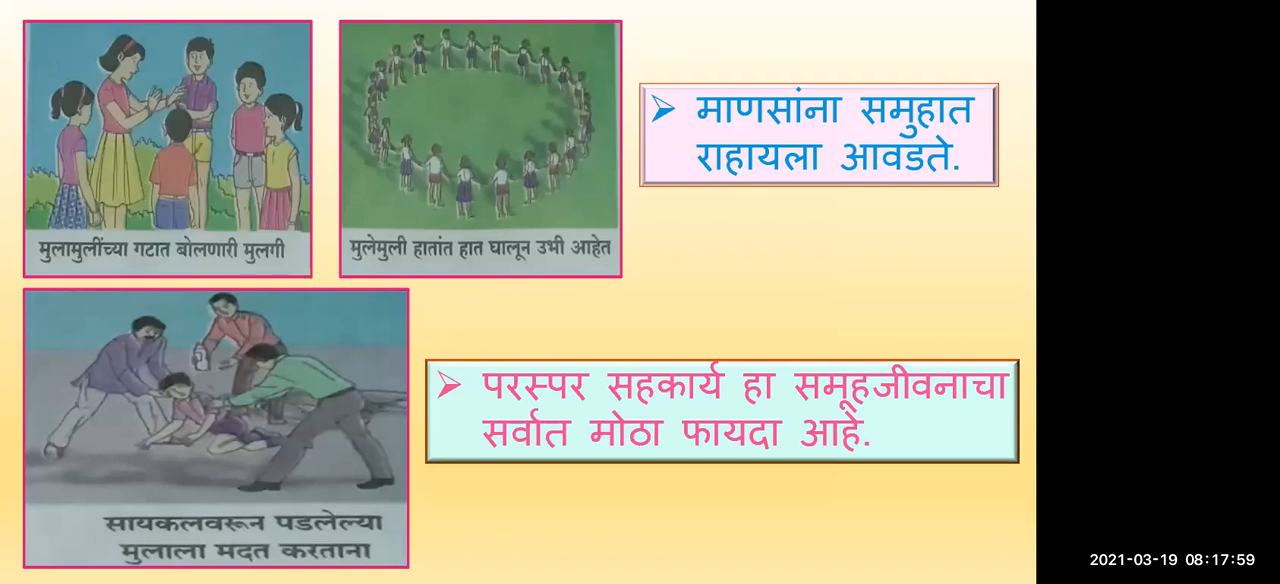 मुलामुलींच्या गटात बोलणारी मुलगी
मुलेमुली हातांत हात घालून उभी आहेत
➢ माणसांना समुहात
राहायला आवडते.
➢ परस्पर सहकार्य हा समूहजीवनाचा
सर्वात मोठा फायदा आहे.
सायकलवरून पडलेल्या
मुलाला मदत करताना
2021-03-19 08:17:59